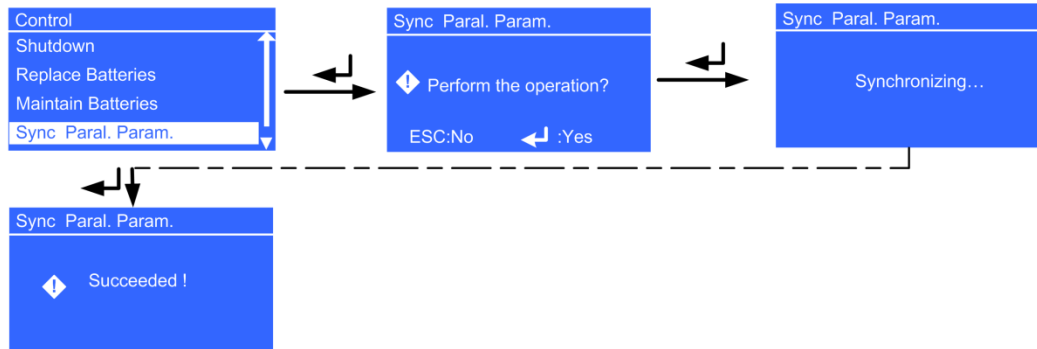 Control
Shutdown
Replace Batteries
Maintain Batteries
Sync Paral. Param.
Sync Paral. Param.
Perform the operation?
ESC:No :Yes
Sync Paral. Param.
Synchronizing...
Sync Paral. Param.
Succeeded !